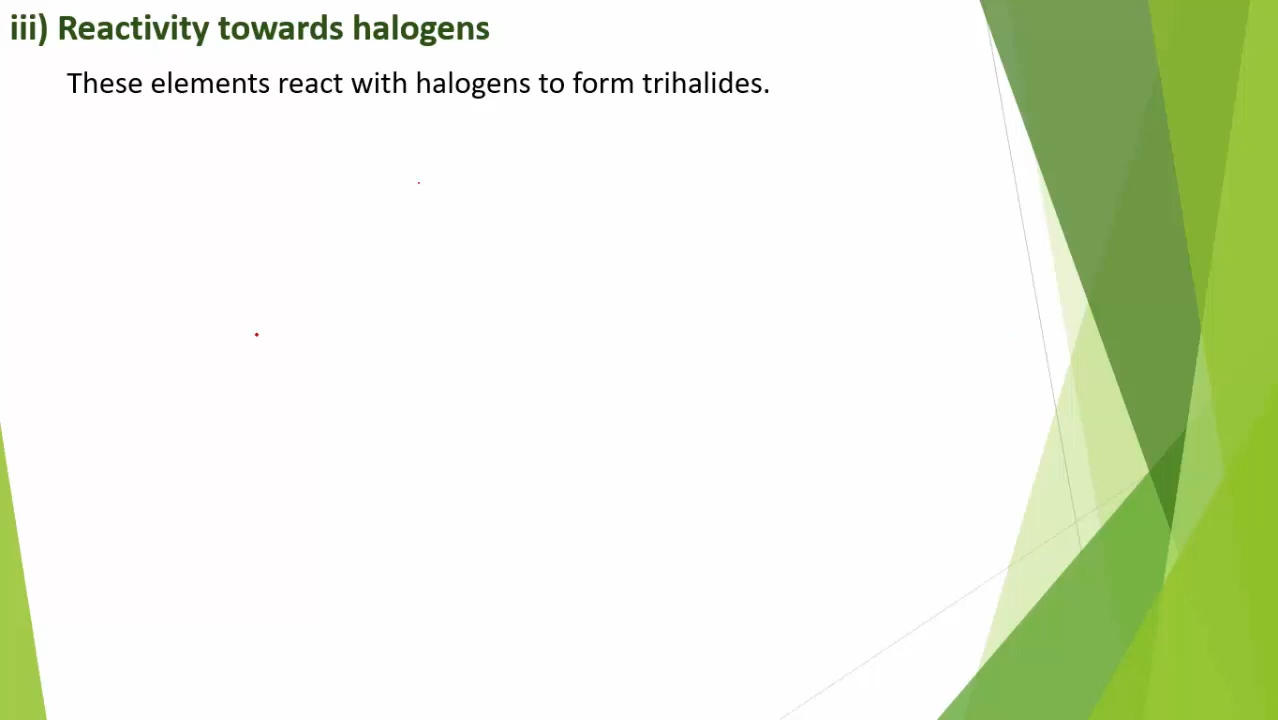 iii) Reactivity towards halogens
These elements react with halogens to form trihalides.